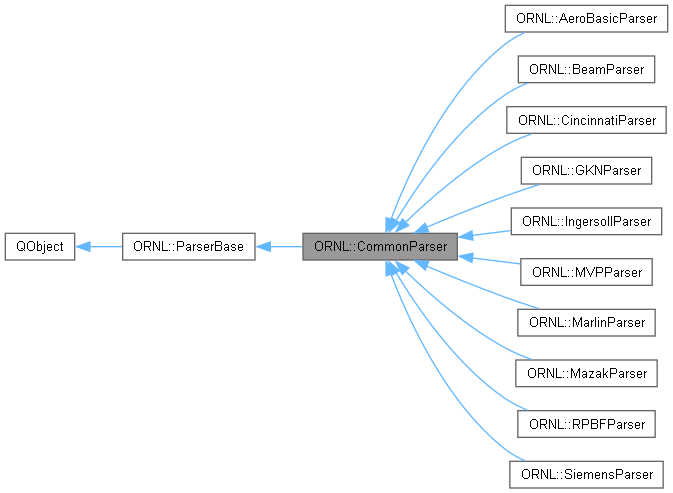 ORNL::AeroBasicParser
ORNL::BeamParser
ORNL::CincinnatiParser
ORNL::GKNParser
ORNL::IngersollParser
QObject
ORNL::ParserBase
ORNL::CommonParser
ORNL::MVPParser
ORNL::MarlinParser
ORNL::MazakParser
ORNL::RPBFParser
ORNL::SiemensParser